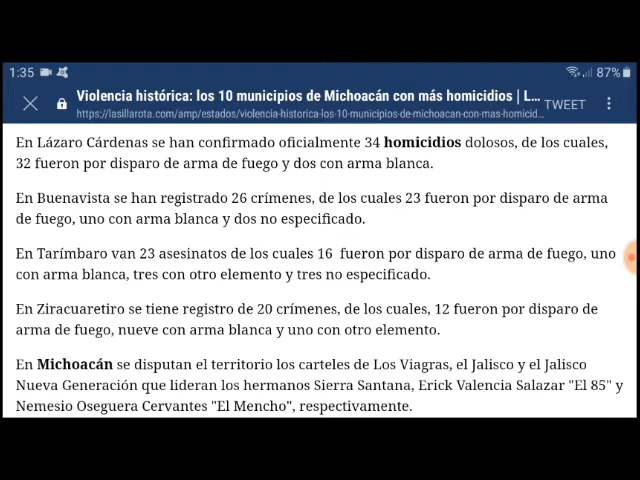 1:35 87%
Violencia histórica: los 10 municipios de Michoacán con más homicidios | L...
TWEET
https://lasillarota.com/amp/estados/violencia-historica-los-10-municipios-de-michoacan-con-mas-homicid...
En Lázaro Cárdenas se han confirmado oficialmente 34 homicidios dolosos, de los cuales,
32 fueron por disparo de arma de fuego y dos con arma blanca.
En Buenavista se han registrado 26 crímenes, de los cuales 23 fueron por disparo de arma
de fuego, uno con arma blanca y dos no especificado.
En Tarímbaro van 23 asesinatos de los cuales 16 fueron por disparo de arma de fuego, uno
con arma blanca, tres con otro elemento y tres no especificado.
En Ziracuaretiro se tiene registro de 20 crímenes, de los cuales, 12 fueron por disparo de
arma de fuego, nueve con arma blanca y uno con otro elemento.
En Michoacán se disputan el territorio los carteles de Los Viagras, el Jalisco y el Jalisco
Nueva Generación que lideran los hermanos Sierra Santana, Erick Valencia Salazar "El 85" y
Nemesio Oseguera Cervantes "El Mencho", respectivamente.